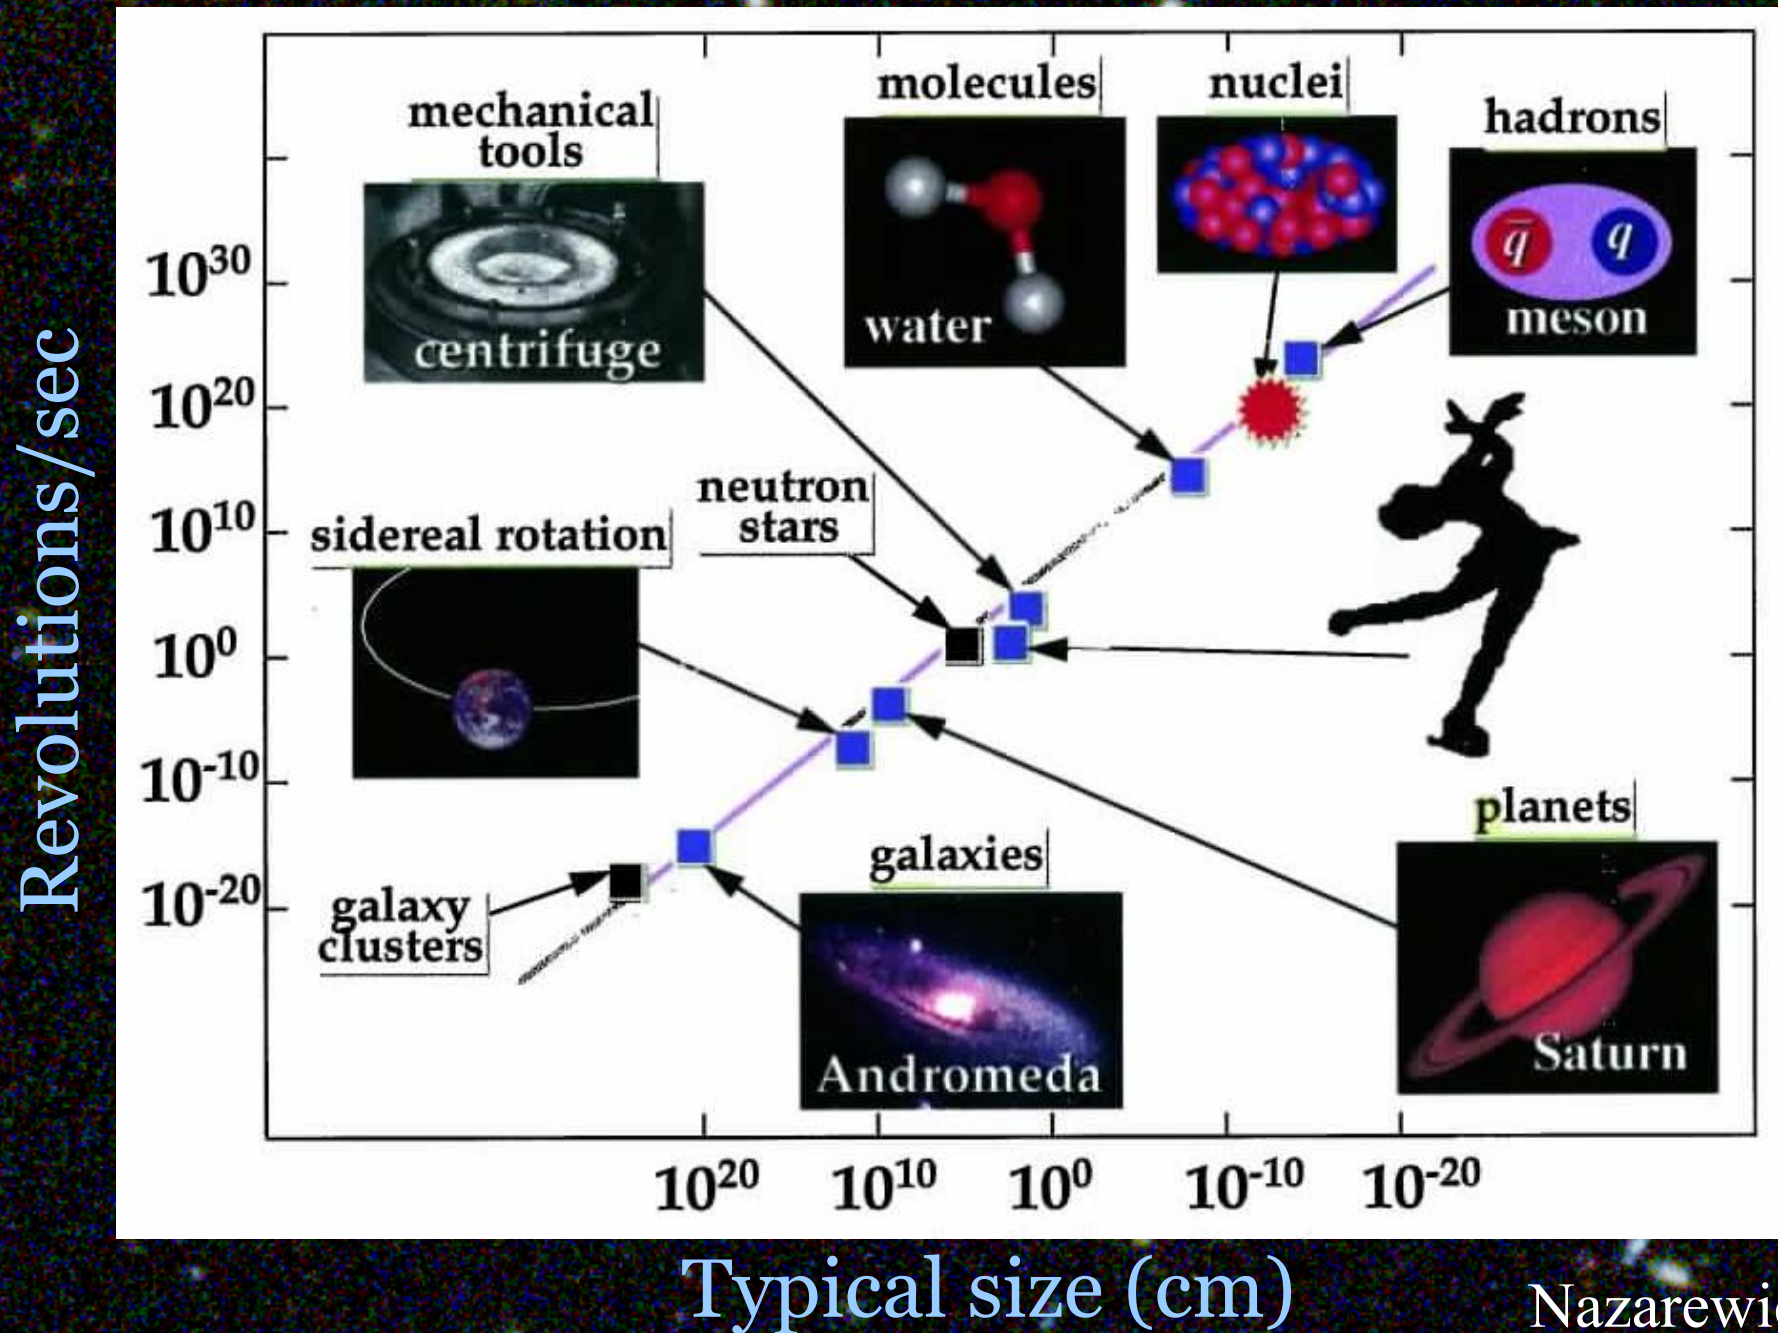 mechanical
tools
centrifuge
molecules
water
nuclei
hadrons
q̅ q
meson
neutron
stars
sidereal rotation
galaxy
clusters
galaxies
Andromeda
planets
Saturn
10³⁰
10²⁰
10¹⁰
10⁰
10⁻¹⁰
10⁻²⁰
Revolutions/sec
10²⁰ 10¹⁰ 10⁰ 10⁻¹⁰ 10⁻²⁰
Typical size (cm)